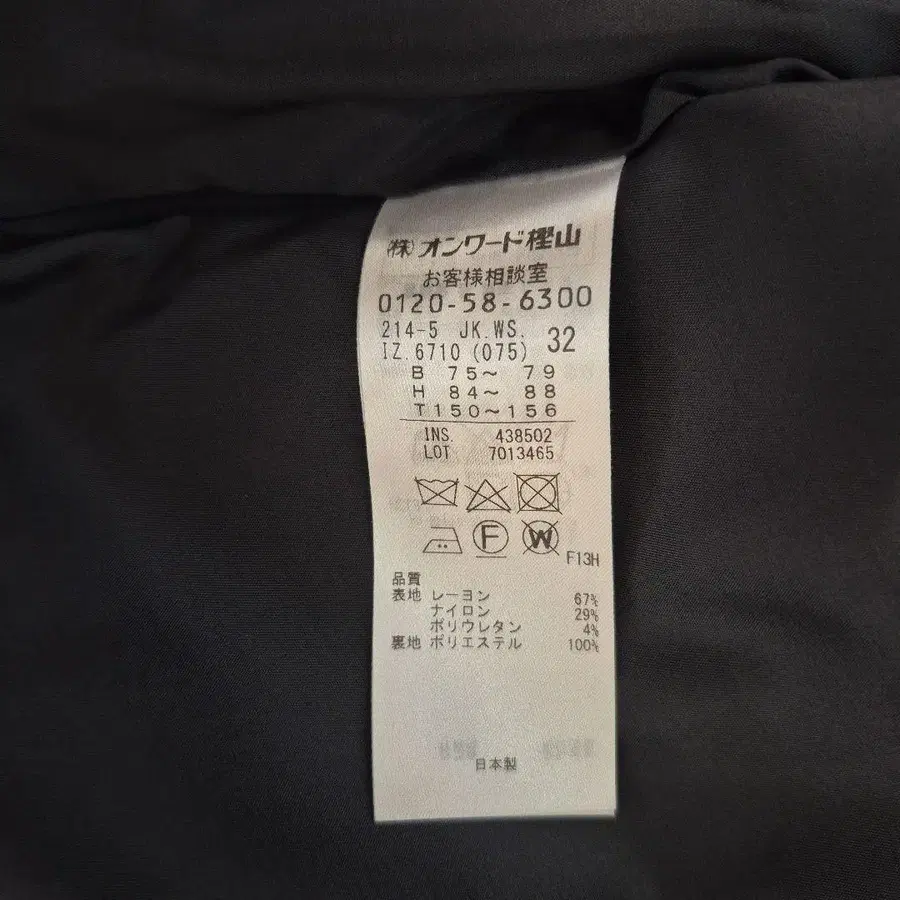 (株)オンワード樫山
お客様相談室
0120-58-6300
214-5 JK.WS. 32
IZ.6710(075)
B 75～ 79
H 84～ 88
T150～156
INS. 438502
LOT 7013465
F W
F13H
品質
表地 レーヨン 67%
ナイロン 29%
ポリウレタン 4%
裏地 ポリエステル 100%
日本製